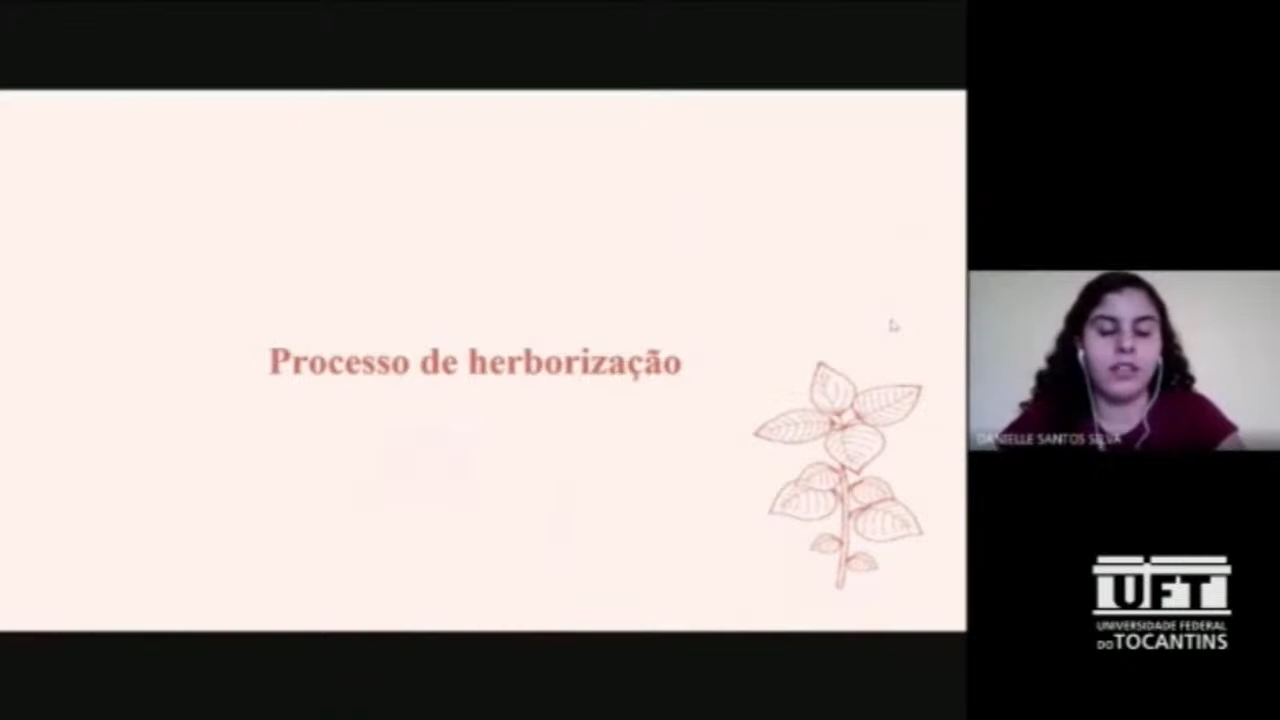 Processo de herborização
DANIELLE SANTOS SILVA
UFT
UNIVERSIDADE FEDERAL
DO TOCANTINS